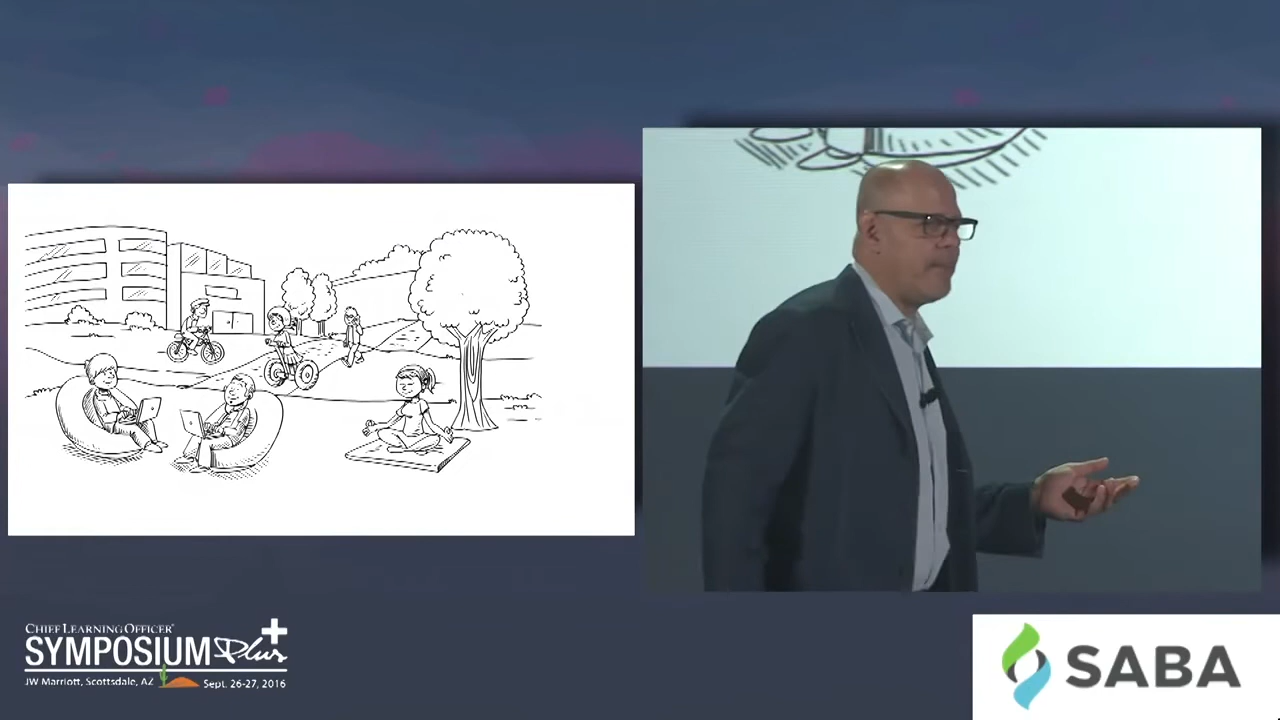 CHIEF LEARNING OFFICER®
SYMPOSIUM Plus
JW Marriott, Scottsdale, AZ Sept. 26-27, 2016
SABA